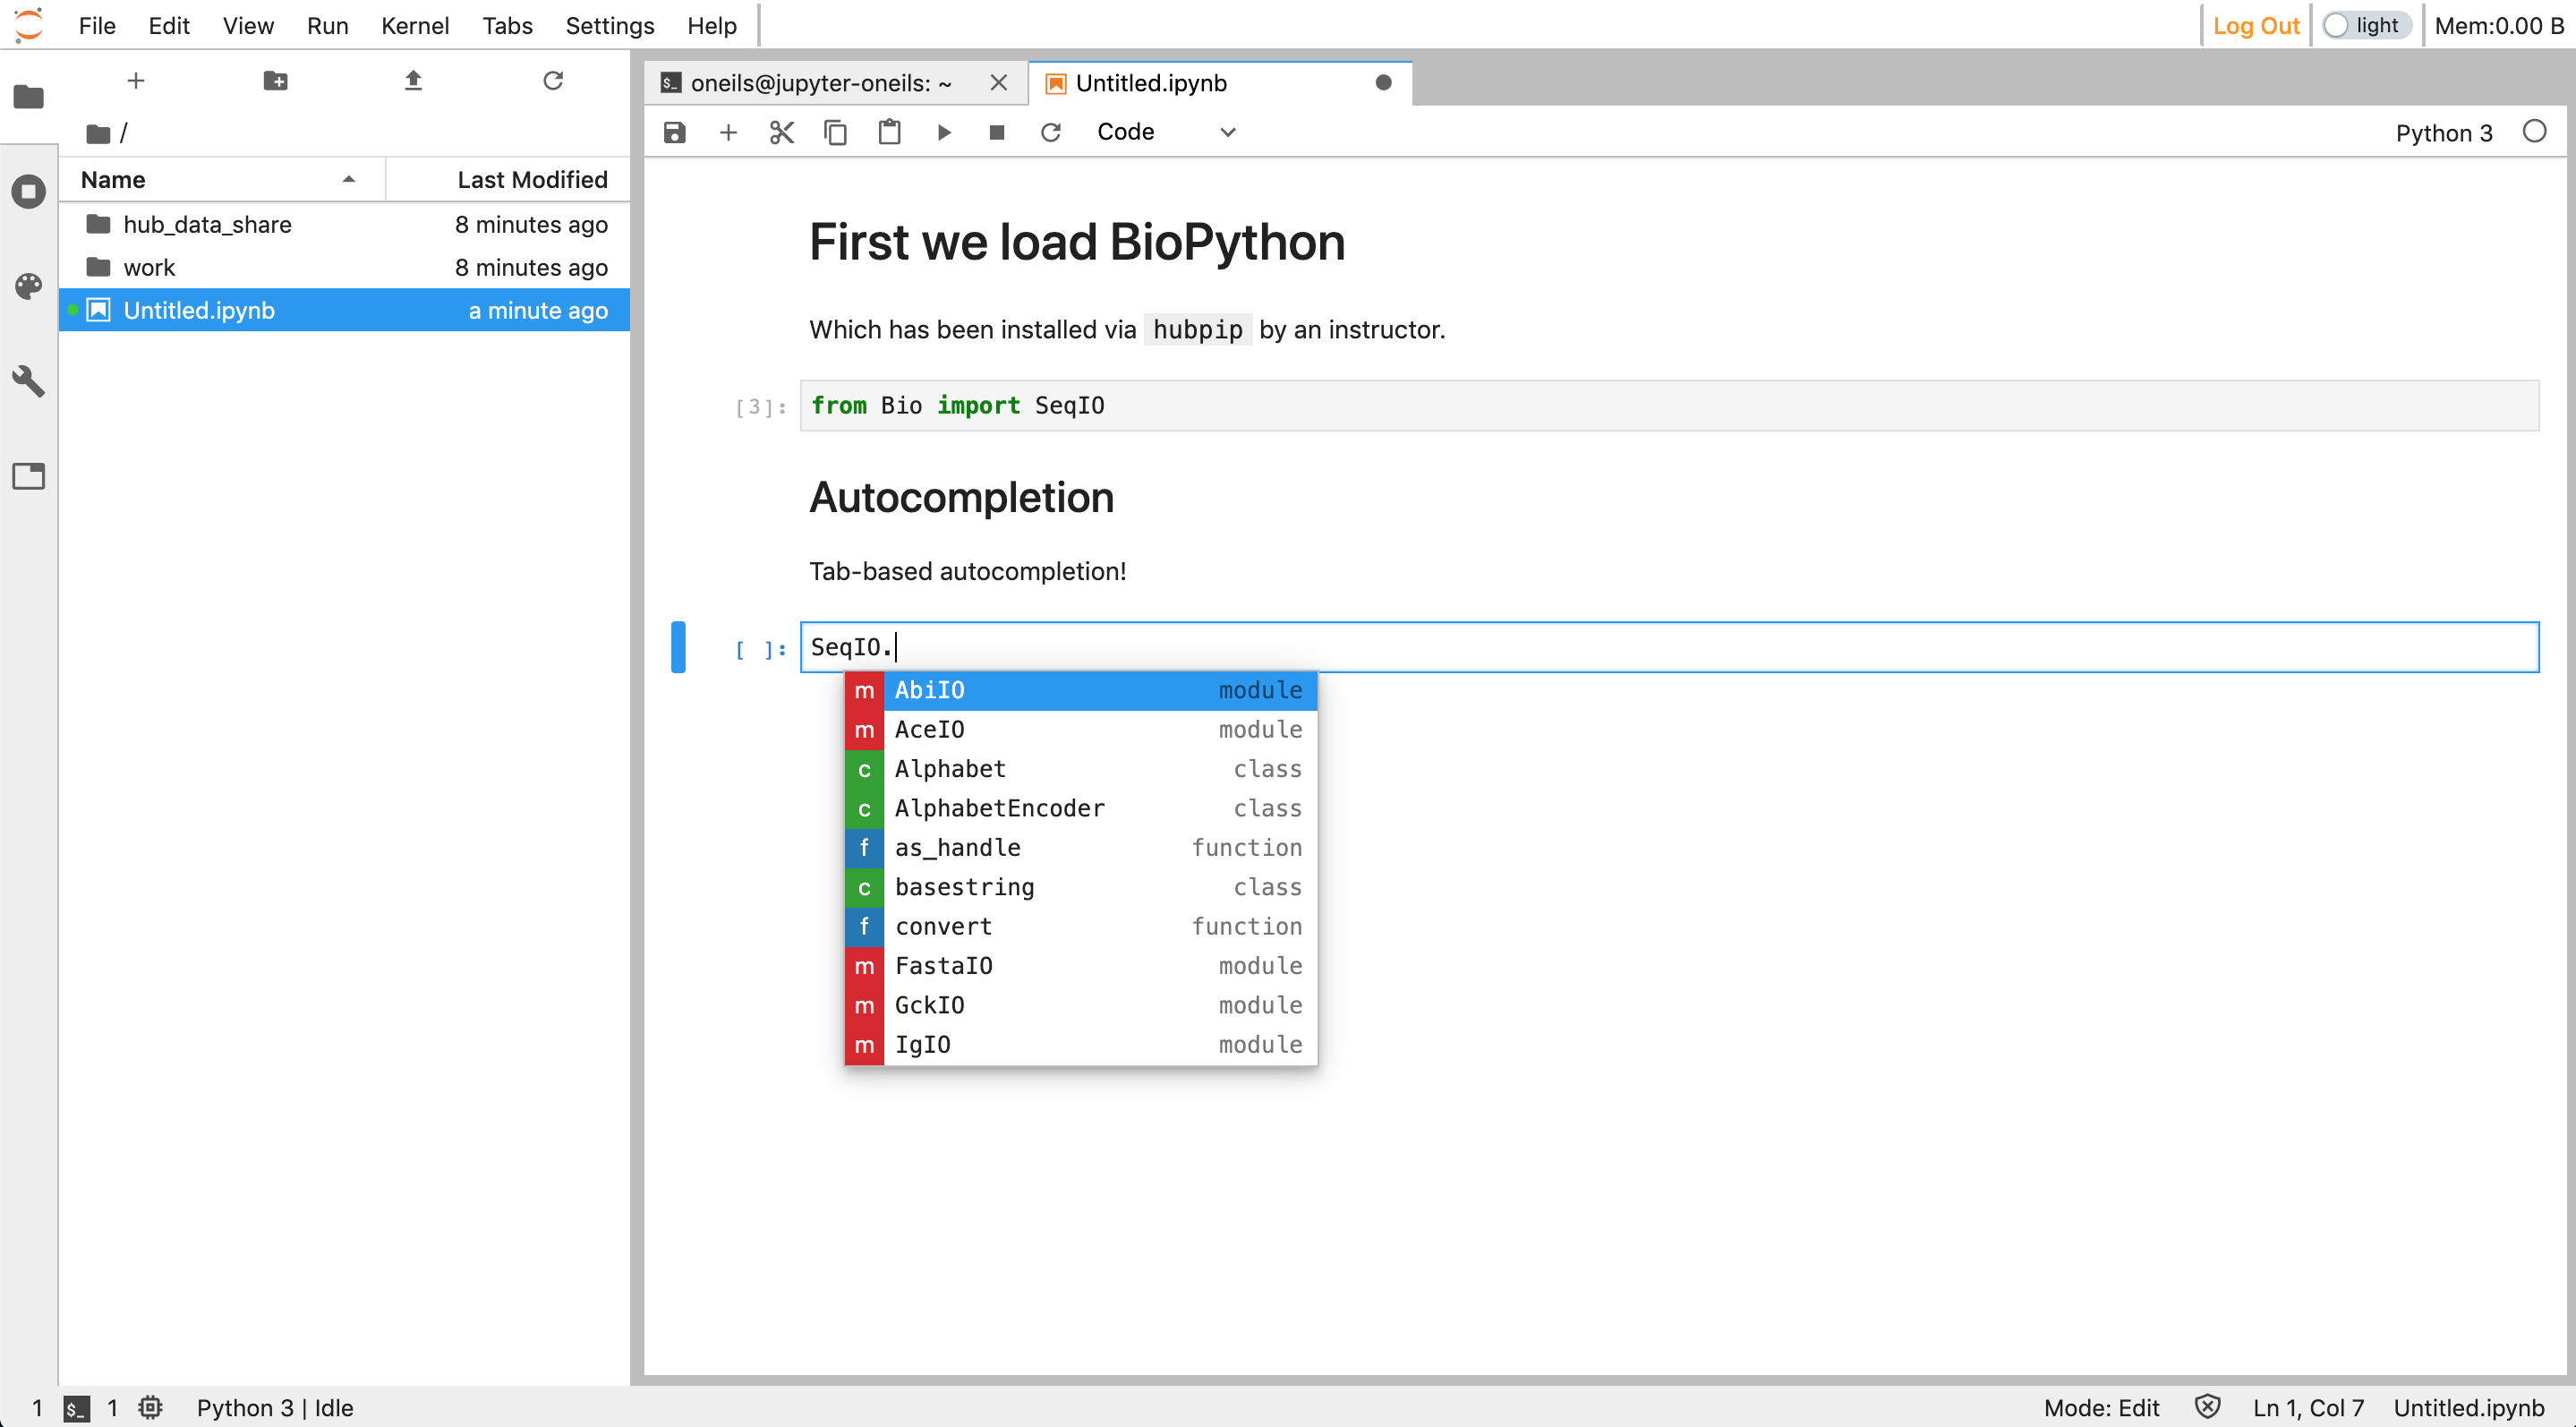 File Edit View Run Kernel Tabs Settings Help
Log Out light Mem:0.00 B
/
Name Last Modified
hub_data_share 8 minutes ago
work 8 minutes ago
Untitled.ipynb a minute ago
$_ oneils@jupyter-oneils: ~ Untitled.ipynb
Code Python 3
First we load BioPython
Which has been installed via hubpip by an instructor.
[3]: from Bio import SeqIO
Autocompletion
Tab-based autocompletion!
[ ]: SeqIO.
m AbiIO module
m AceIO module
c Alphabet class
c AlphabetEncoder class
f as_handle function
c basestring class
f convert function
m FastaIO module
m GckIO module
m IgIO module
1 $_ 1 Python 3 | Idle Mode: Edit Ln 1, Col 7 Untitled.ipynb